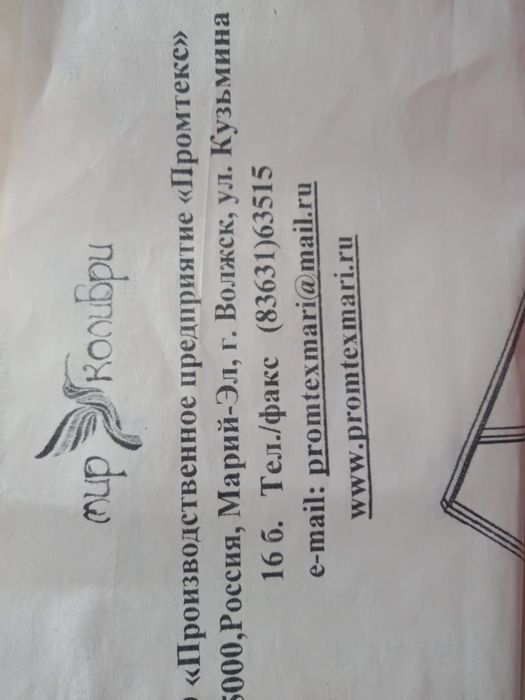 мир колибри
«Производственное предприятие «Промтекс»
000,Россия, Марий-Эл, г. Волжск, ул. Кузьмина
16 б. Тел./факс (83631)63515
e-mail: promtexmari@mail.ru
www.promtexmari.ru